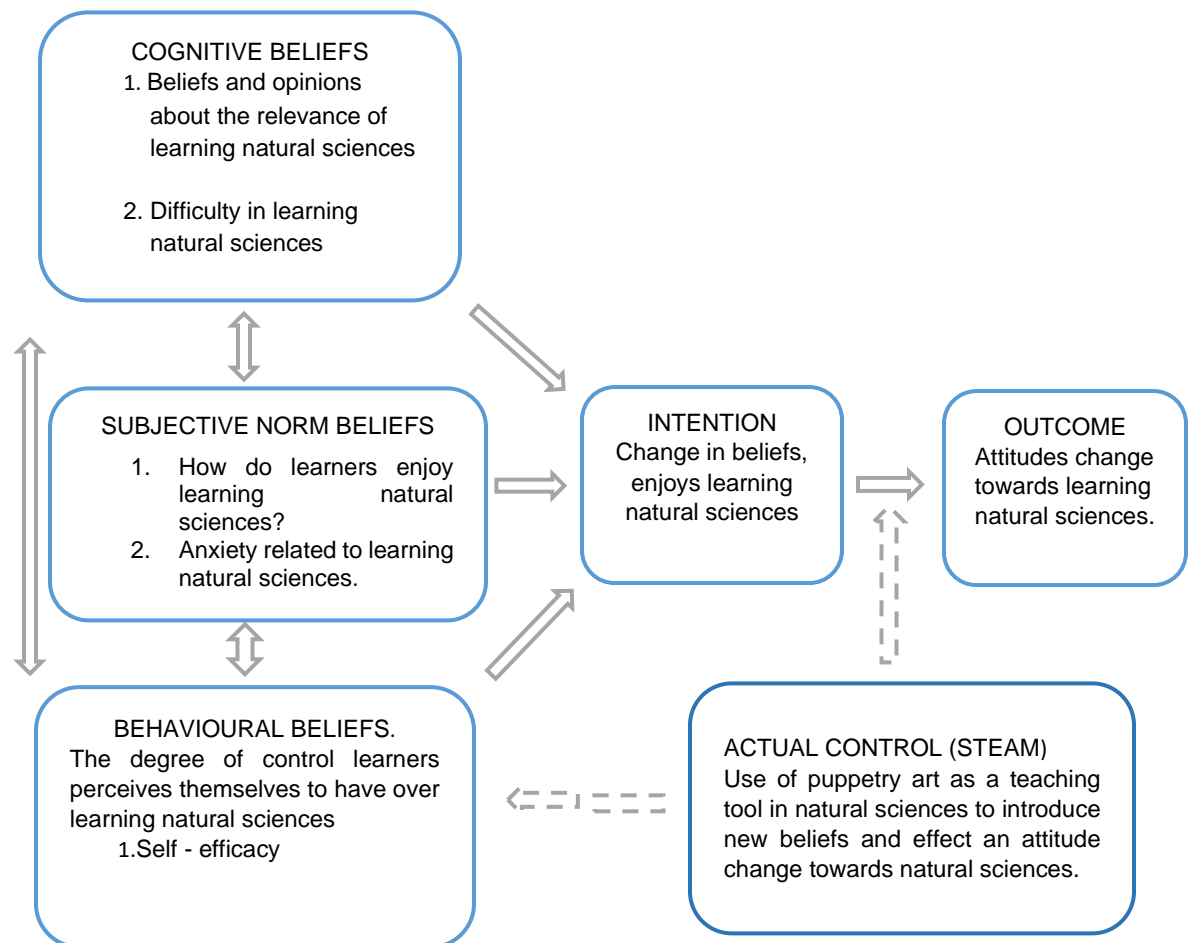 COGNITIVE BELIEFS
1. Beliefs and opinions
about the relevance of
learning natural sciences
2. Difficulty in learning
natural sciences
SUBJECTIVE NORM BELIEFS
1. How do learners enjoy
learning natural
sciences?
2. Anxiety related to learning
natural sciences.
INTENTION
Change in beliefs,
enjoys learning
natural sciences
OUTCOME
Attitudes change
towards learning
natural sciences.
BEHAVIOURAL BELIEFS.
The degree of control learners
perceives themselves to have over
learning natural sciences
1.Self - efficacy
ACTUAL CONTROL (STEAM)
Use of puppetry art as a teaching
tool in natural sciences to introduce
new beliefs and effect an attitude
change towards natural sciences.